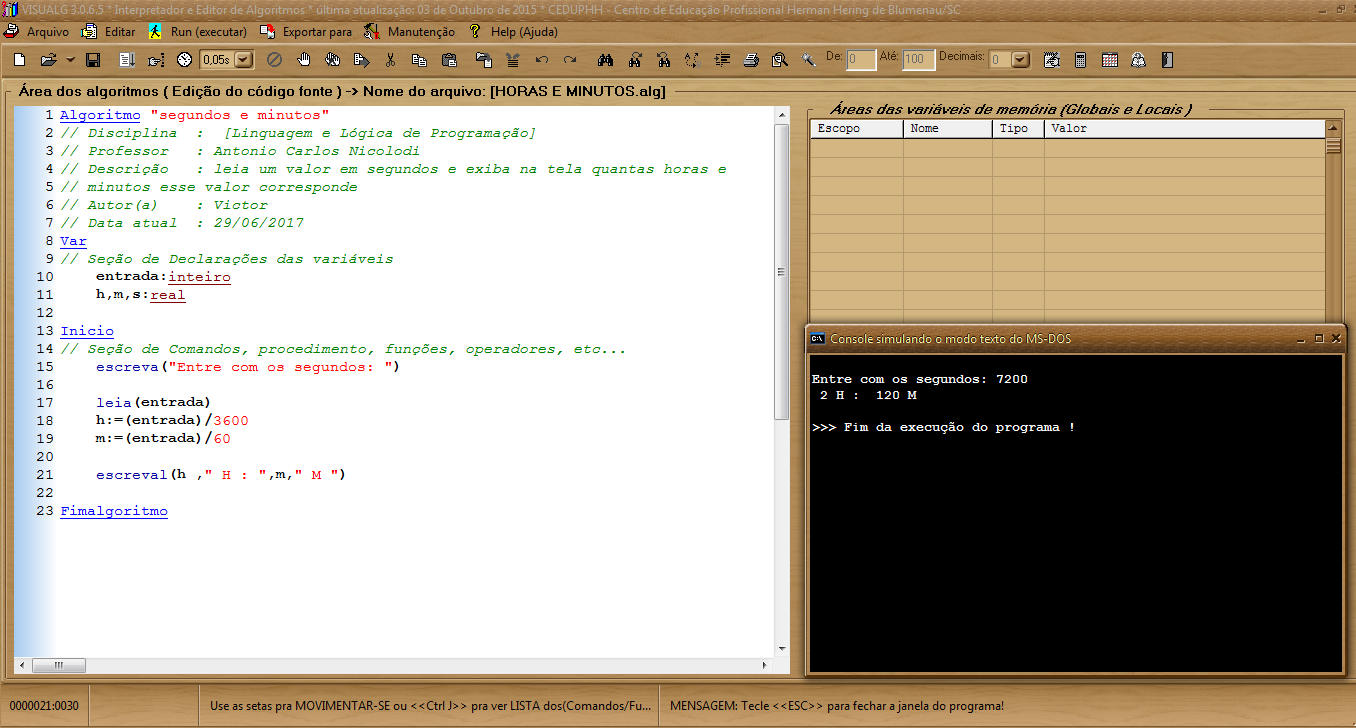 VISUALG 3.0.6.5 * Interpretador e Editor de Algoritmos * última atualização: 03 de Outubro de 2015 * CEDUPHH - Centro de Educação Profissional Herman Hering de Blumenau/SC
Arquivo Editar Run (executar) Exportar para Manutenção Help (Ajuda)
0,05s De: 0 Até: 100 Decimais: 0
Área dos algoritmos ( Edição do código fonte ) -> Nome do arquivo: [HORAS E MINUTOS.alg]
1 Algoritmo "segundos e minutos"
2 // Disciplina  :  [Linguagem e Lógica de Programação]
3 // Professor   : Antonio Carlos Nicolodi
4 // Descrição   : leia um valor em segundos e exiba na tela quantas horas e
5 // minutos esse valor corresponde
6 // Autor(a)    : Victor
7 // Data atual  : 29/06/2017
8 Var
9 // Seção de Declarações das variáveis
10     entrada:inteiro
11     h,m,s:real
12
13 Inicio
14 // Seção de Comandos, procedimento, funções, operadores, etc...
15     escreva("Entre com os segundos: ")
16
17     leia(entrada)
18     h:=(entrada)/3600
19     m:=(entrada)/60
20
21     escreval(h ," H : ",m," M ")
22
23 Fimalgoritmo
Áreas das variáveis de memória (Globais e Locais )
Escopo Nome Tipo Valor
Console simulando o modo texto do MS-DOS
Entre com os segundos: 7200
2 H :  120 M
>>> Fim da execução do programa !
0000021:0030 Use as setas pra MOVIMENTAR-SE ou <<Ctrl J>> pra ver LISTA dos(Comandos/Fu... MENSAGEM: Tecle <<ESC>> para fechar a janela do programa!